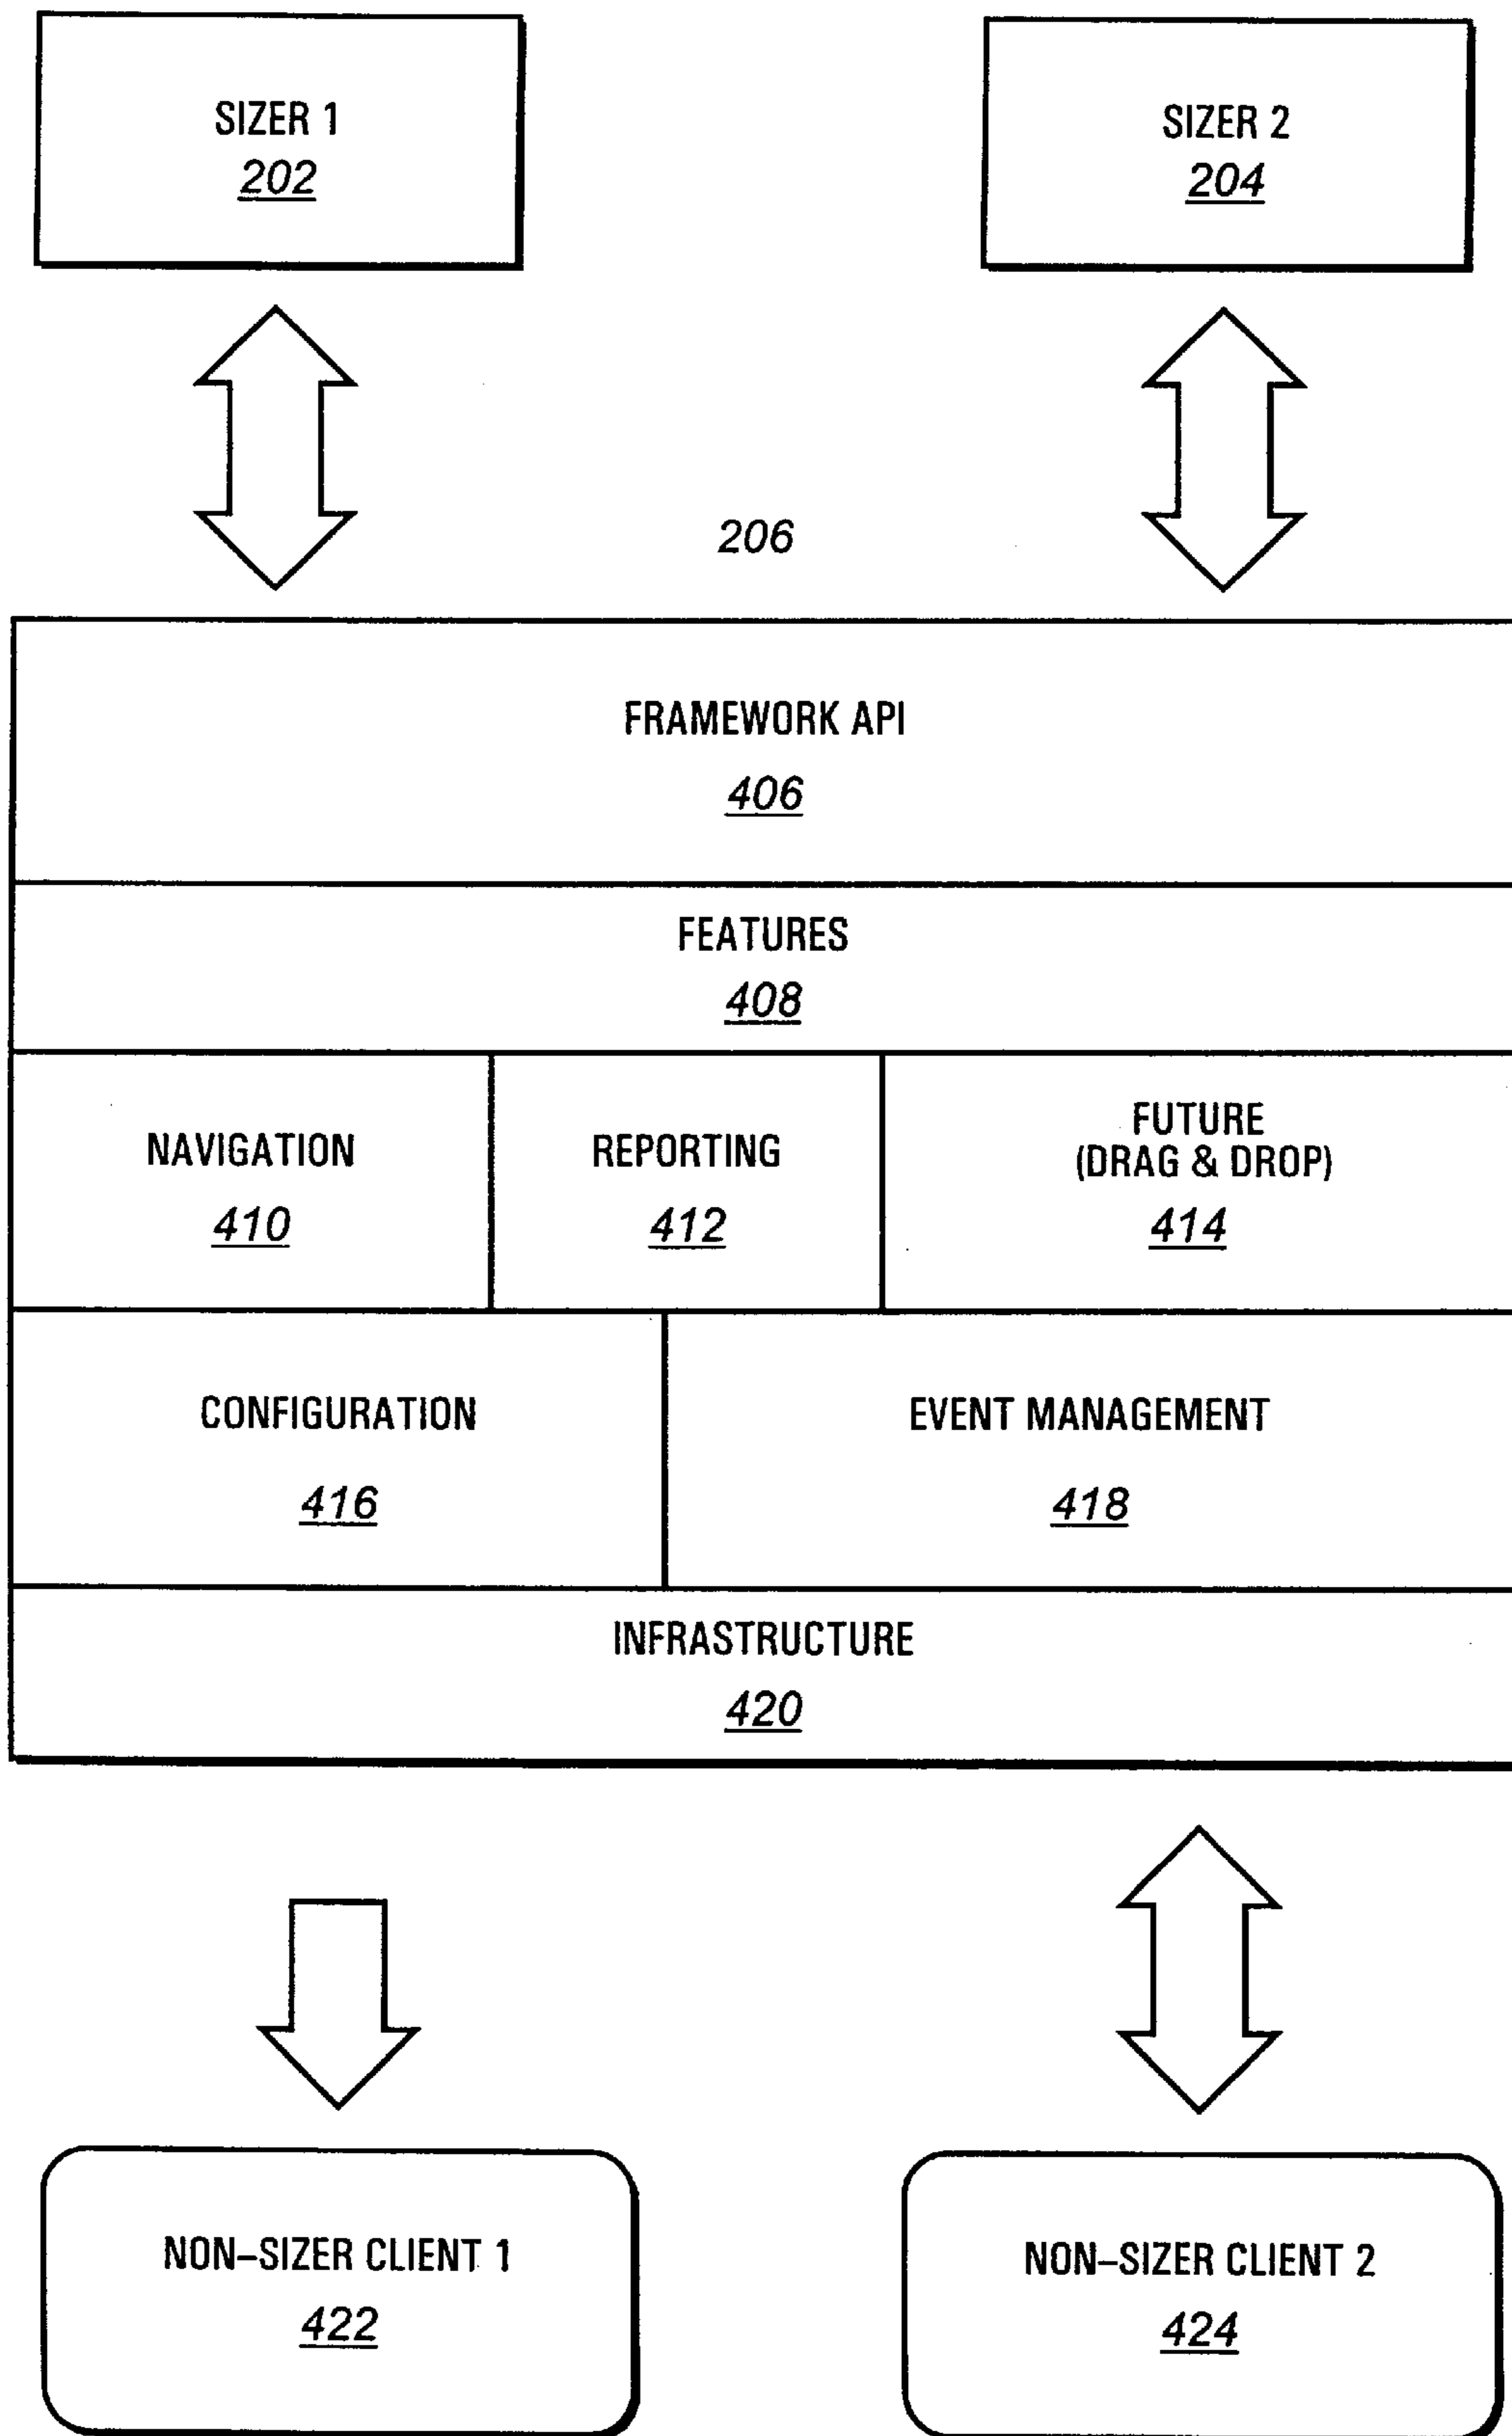 SIZER 1
202
SIZER 2
204
206
FRAMEWORK API
406
FEATURES
408
NAVIGATION
410
REPORTING
412
FUTURE
(DRAG & DROP)
414
CONFIGURATION
416
EVENT MANAGEMENT
418
INFRASTRUCTURE
420
NON–SIZER CLIENT 1
422
NON–SIZER CLIENT 2
424